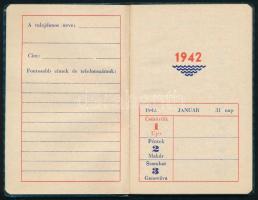 A tulajdonos neve:
Cím:
Fontosabb címek és telefonszámok:
1942
1942. JANUÁR 31 nap
Csütörtök
1
Újév
Péntek
2
Makár
Szombat
3
Genovéva